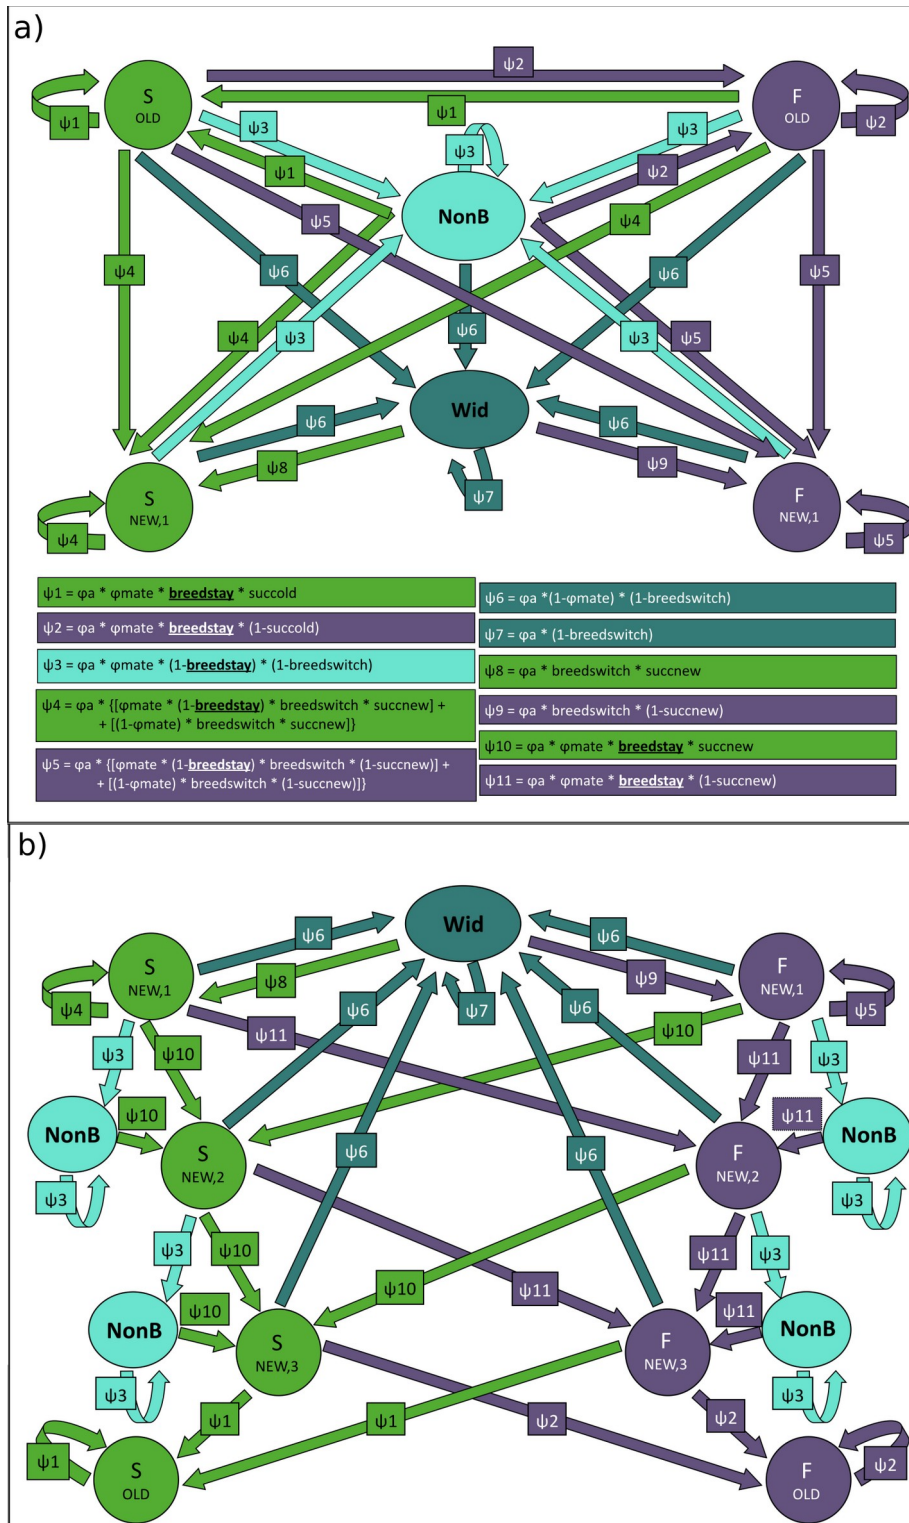 a)
ψ2
S
OLD
F
OLD
ψ1
ψ1
ψ2
ψ3
ψ3
ψ3
ψ1
ψ2
NonB
ψ5
ψ4
ψ4
ψ6
ψ6
ψ5
ψ6
ψ4
ψ3
ψ3
ψ5
Wid
ψ6
ψ6
ψ8
ψ9
ψ7
S
NEW,1
F
NEW,1
ψ4
ψ5
ψ1 = φa * φmate * breedstay * succold
ψ2 = φa * φmate * breedstay * (1-succold)
ψ3 = φa * φmate * (1-breedstay) * (1-breedswitch)
ψ4 = φa * {[φmate * (1-breedstay) * breedswitch * succnew] +
+ [(1-φmate) * breedswitch * succnew]}
ψ5 = φa * {[φmate * (1-breedstay) * breedswitch * (1-succnew)] +
+ [(1-φmate) * breedswitch * (1-succnew)]}
ψ6 = φa *(1-φmate) * (1-breedswitch)
ψ7 = φa * (1-breedswitch)
ψ8 = φa * breedswitch * succnew
ψ9 = φa * breedswitch * (1-succnew)
ψ10 = φa * φmate * breedstay * succnew
ψ11 = φa * φmate * breedstay * (1-succnew)
b)
Wid
ψ6
ψ6
S
NEW,1
F
NEW,1
ψ8
ψ9
ψ4
ψ7
ψ5
ψ6
ψ6
ψ11
ψ10
ψ3
ψ10
ψ11
ψ3
ψ10
ψ11
NonB
NonB
S
NEW,2
F
NEW,2
ψ6
ψ6
ψ3
ψ3
ψ3
ψ10
ψ11
ψ3
ψ10
ψ11
ψ10
ψ11
NonB
NonB
S
NEW,3
F
NEW,3
ψ3
ψ3
ψ1
ψ1
ψ2
ψ2
ψ1
ψ2
S
OLD
F
OLD